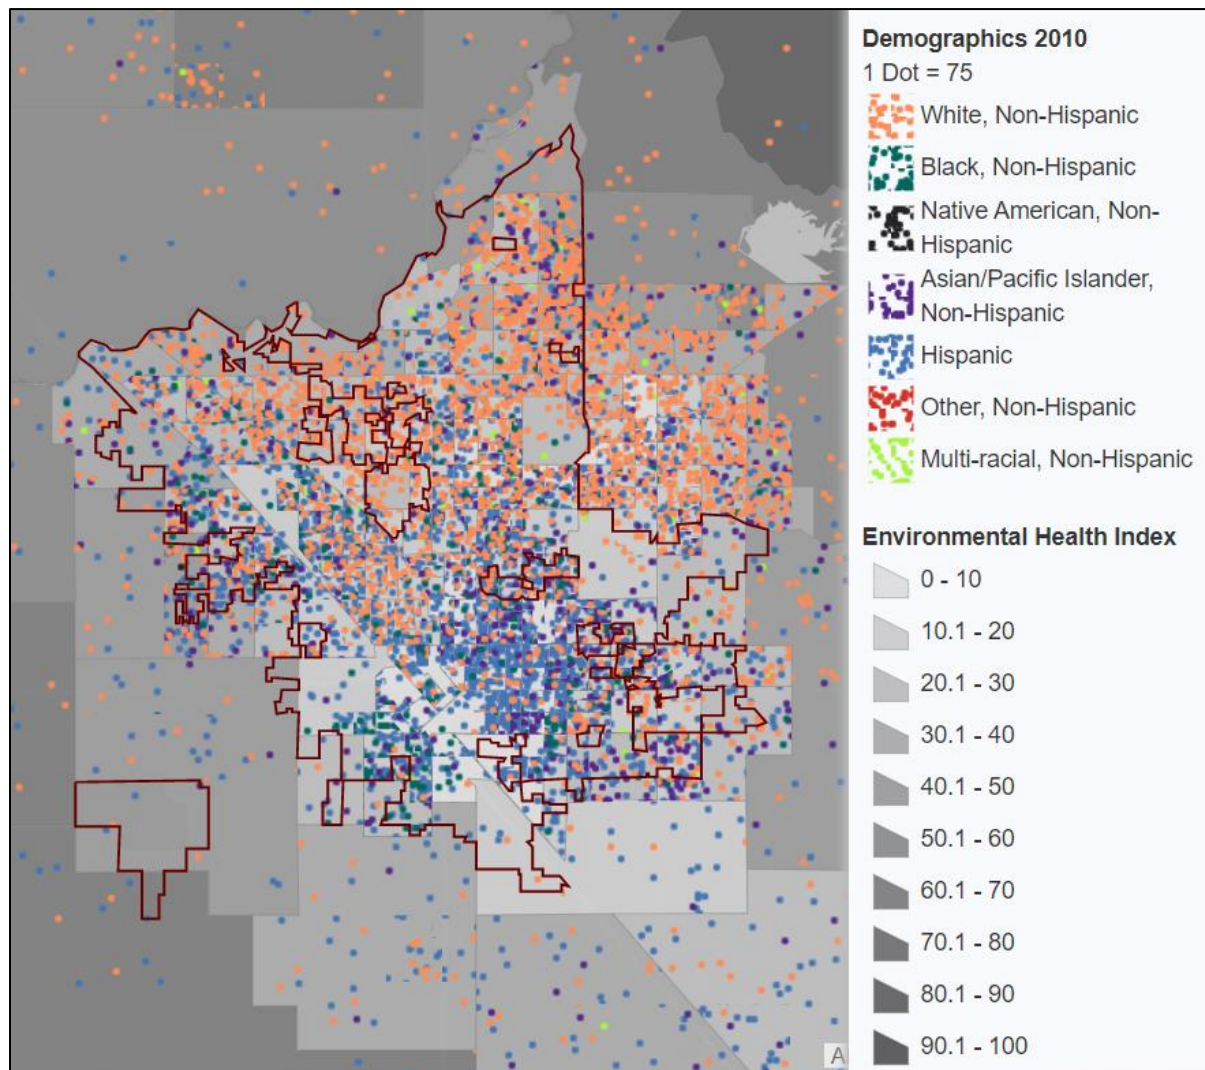 Demographics 2010
1 Dot = 75
White, Non-Hispanic
Black, Non-Hispanic
Native American, Non-
Hispanic
Asian/Pacific Islander,
Non-Hispanic
Hispanic
Other, Non-Hispanic
Multi-racial, Non-Hispanic
Environmental Health Index
0 - 10
10.1 - 20
20.1 - 30
30.1 - 40
40.1 - 50
50.1 - 60
60.1 - 70
70.1 - 80
80.1 - 90
90.1 - 100
A